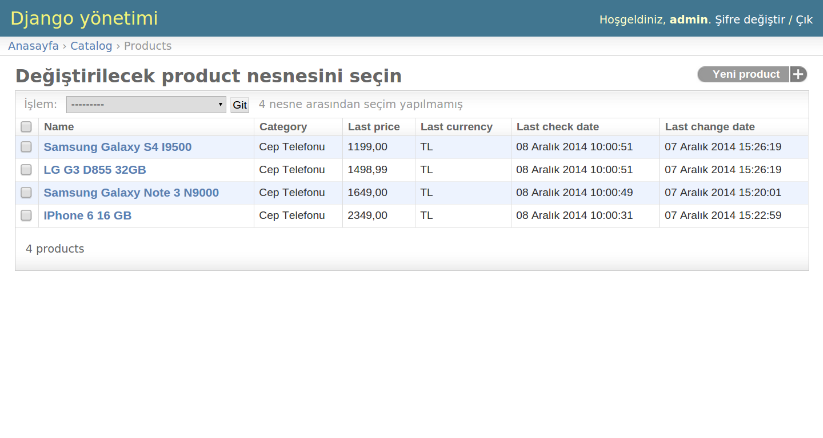 Django yönetimi
Hoşgeldiniz, admin. Şifre değiştir / Çık
Anasayfa › Catalog › Products
Değiştirilecek product nesnesini seçin
Yeni product +
İşlem: --------- Git 4 nesne arasından seçim yapılmamış
Name Category Last price Last currency Last check date Last change date
Samsung Galaxy S4 I9500 Cep Telefonu 1199,00 TL 08 Aralık 2014 10:00:51 07 Aralık 2014 15:26:19
LG G3 D855 32GB Cep Telefonu 1498,99 TL 08 Aralık 2014 10:00:51 07 Aralık 2014 15:26:19
Samsung Galaxy Note 3 N9000 Cep Telefonu 1649,00 TL 08 Aralık 2014 10:00:49 07 Aralık 2014 15:20:01
IPhone 6 16 GB Cep Telefonu 2349,00 TL 08 Aralık 2014 10:00:31 07 Aralık 2014 15:22:59
4 products